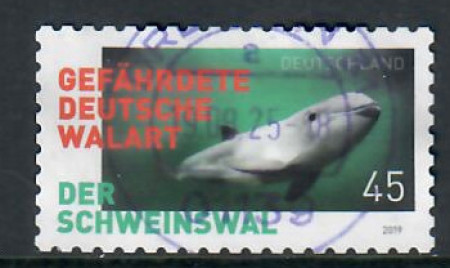 DEUTSCHLAND
GEFÄHRDETE
DEUTSCHE
WALART
DER
SCHWEINSWAL
45
2019